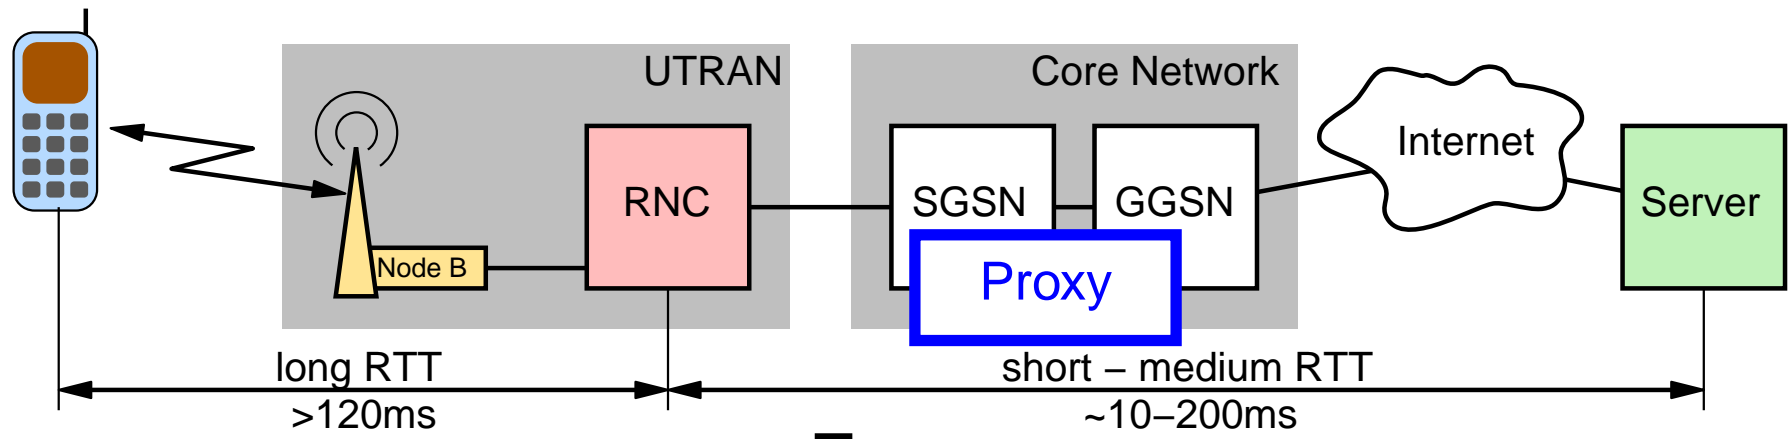 UTRAN
Core Network
Internet
RNC
SGSN
GGSN
Server
Node B
Proxy
long RTT
short – medium RTT
>120ms
~10–200ms